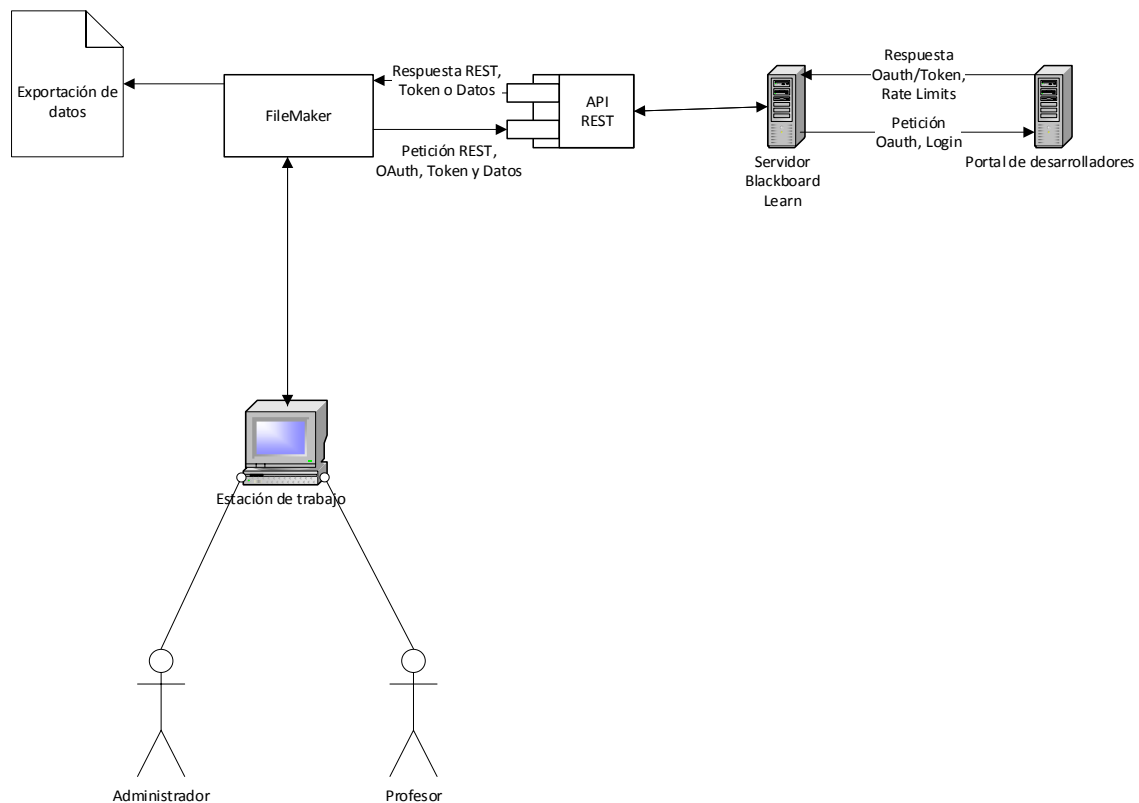 Exportación de
datos
FileMaker
Respuesta REST,
Token o Datos
Petición REST,
OAuth, Token y Datos
API
REST
Servidor
Blackboard
Learn
Respuesta
Oauth/Token,
Rate Limits
Petición
Oauth, Login
Portal de desarrolladores
Estación de trabajo
Administrador
Profesor